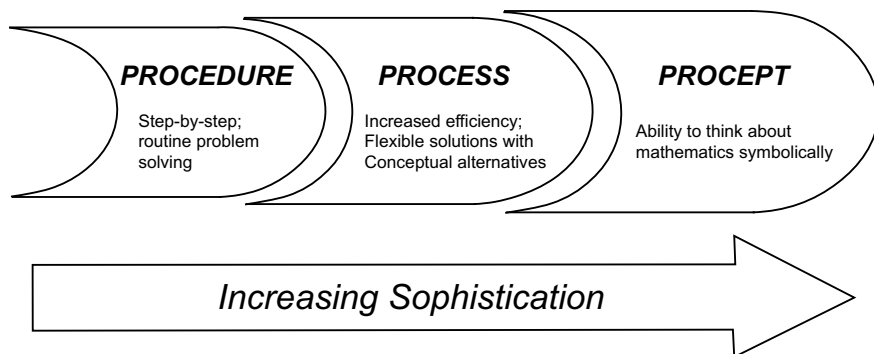 PROCEDURE
Step-by-step;
routine problem
solving
PROCESS
Increased efficiency;
Flexible solutions with
Conceptual alternatives
PROCEPT
Ability to think about
mathematics symbolically
Increasing Sophistication